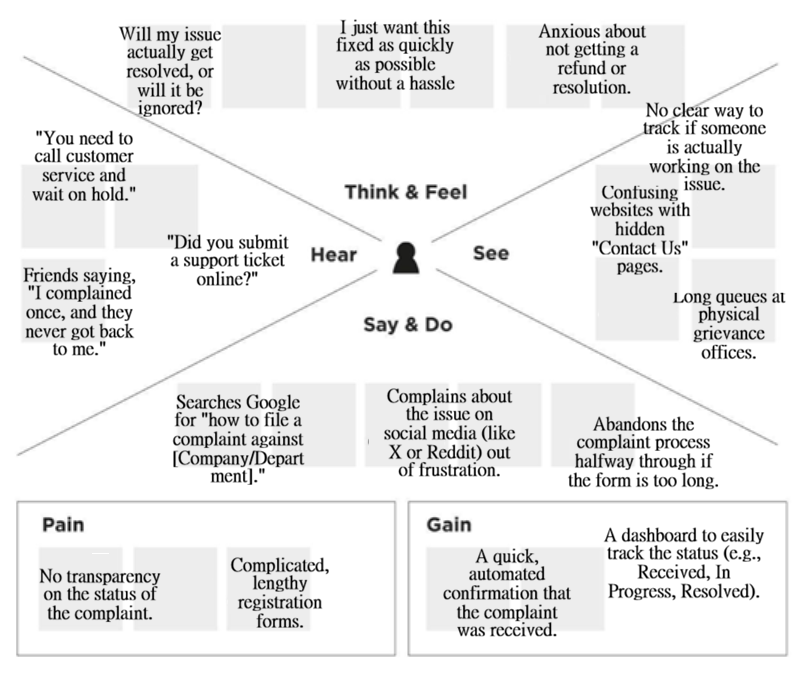 Will my issue
actually get
resolved, or
will it be
ignored?
I just want this
fixed as quickly
as possible
without a hassle
Anxious about
not getting a
refund or
resolution.
Think & Feel
"You need to
call customer
service and
wait on hold."
"Did you submit
a support ticket
online?"
Friends saying,
"I complained
once, and they
never got back
to me."
Hear
See
No clear way to
track if someone
is actually
working on the
issue.
Confusing
websites with
hidden
"Contact Us"
pages.
Long queues at
physical
grievance
offices.
Say & Do
Searches Google
for "how to file a
complaint against
[Company/Depart
ment]."
Complains about
the issue on
social media (like
X or Reddit) out
of frustration.
Abandons the
complaint process
halfway through if
the form is too long.
Pain
No transparency
on the status of
the complaint.
Complicated,
lengthy
registration
forms.
Gain
A quick,
automated
confirmation that
the complaint
was received.
A dashboard to easily
track the status (e.g.,
Received, In
Progress, Resolved).